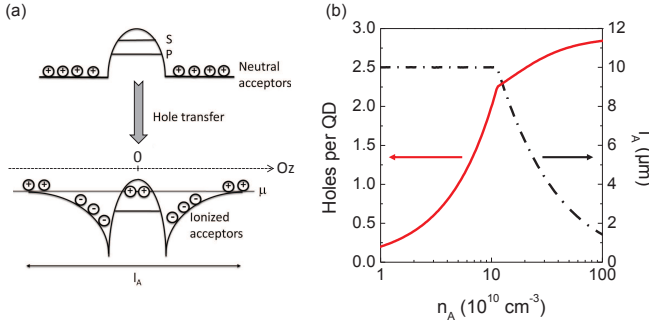 (a)
S
P
Neutral
acceptors
Hole transfer
0
Oz
μ
Ionized
acceptors
l_A
(b)
3.0
2.5
2.0
1.5
1.0
0.5
0.0
Holes per QD
12
10
8
6
4
2
0
l_A (μm)
1
10
100
n_A (10^10 cm^-3)